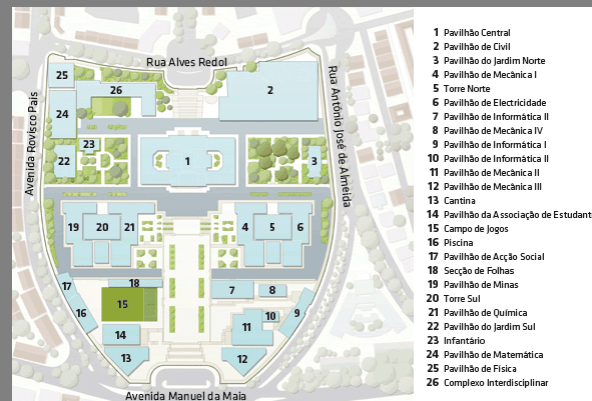 Rua Alves Redol
Avenida Rovisco Pais
Rua António José de Almeida
Avenida Manuel da Maia
25
26
2
24
23
22
1
3
19
20
21
4
5
6
17
18
16
15
7
8
10
9
14
11
13
12
1 Pavilhão Central
2 Pavilhão de Civil
3 Pavilhão do Jardim Norte
4 Pavilhão de Mecânica I
5 Torre Norte
6 Pavilhão de Electricidade
7 Pavilhão de Informática II
8 Pavilhão de Mecânica IV
9 Pavilhão de Informática I
10 Pavilhão de Informática II
11 Pavilhão de Mecânica II
12 Pavilhão de Mecânica III
13 Cantina
14 Pavilhão da Associação de Estudant
15 Campo de Jogos
16 Piscina
17 Pavilhão de Acção Social
18 Secção de Folhas
19 Pavilhão de Minas
20 Torre Sul
21 Pavilhão de Química
22 Pavilhão do Jardim Sul
23 Infantário
24 Pavilhão de Matemática
25 Pavilhão de Física
26 Complexo Interdisciplinar